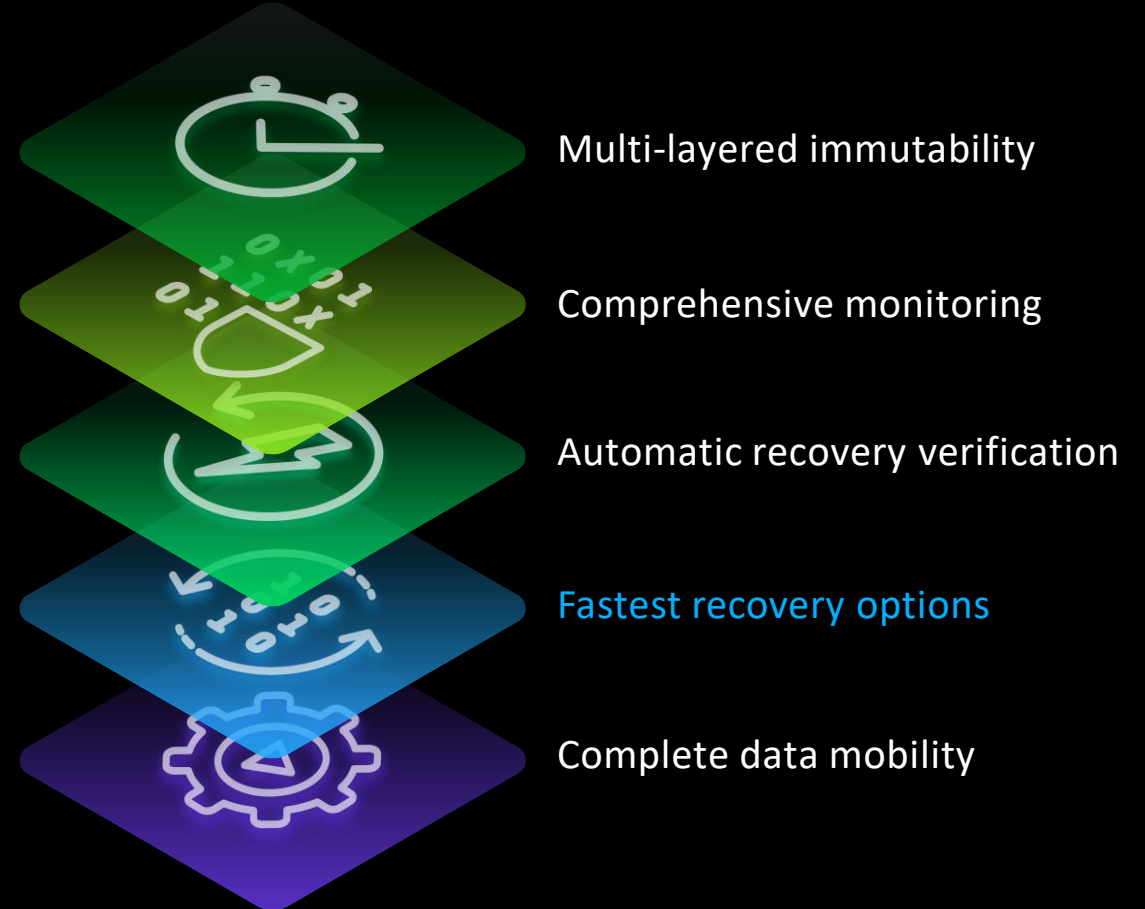 Multi-layered immutability
Comprehensive monitoring
Automatic recovery verification
Fastest recovery options
Complete data mobility